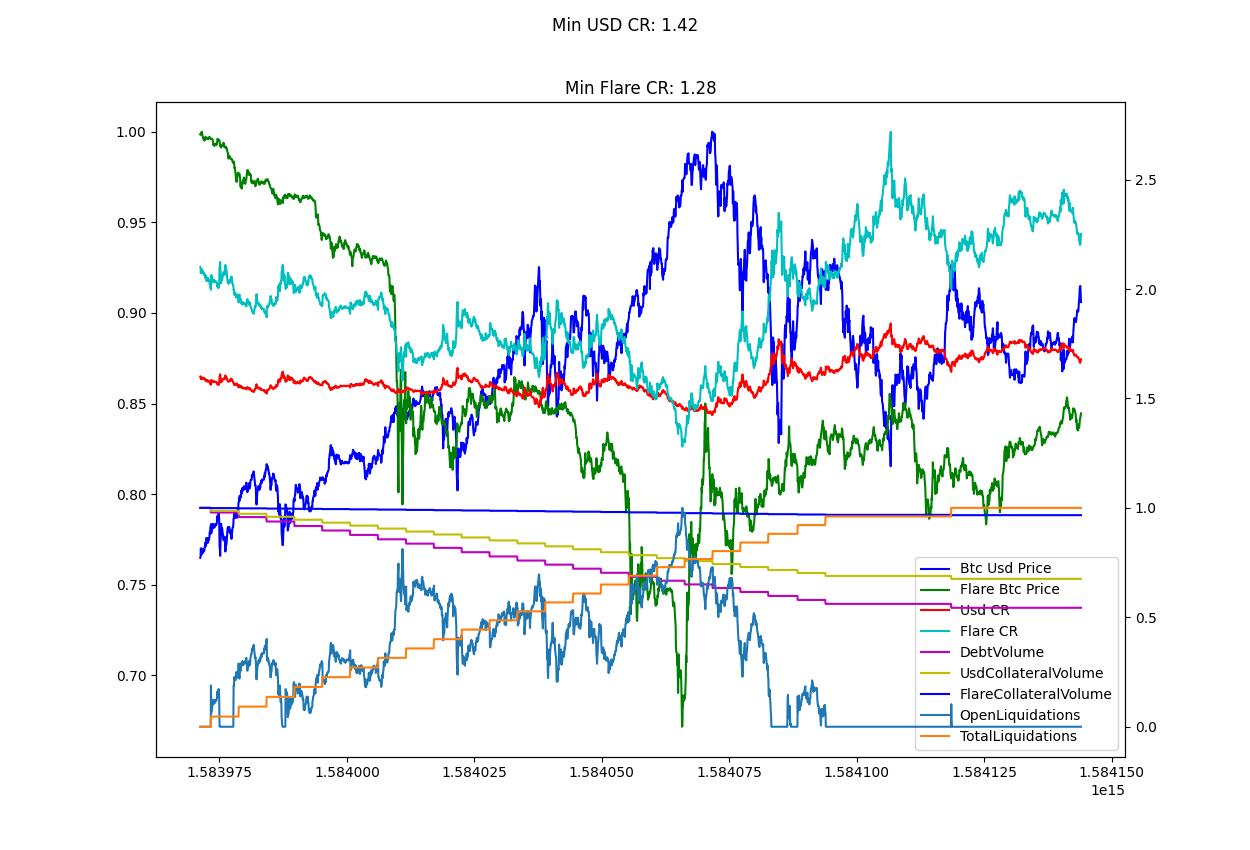 Min USD CR: 1.42
Min Flare CR: 1.28
1.00
0.95
0.90
0.85
0.80
0.75
0.70
2.5
2.0
1.5
1.0
0.5
0.0
Btc Usd Price
Flare Btc Price
Usd CR
Flare CR
DebtVolume
UsdCollateralVolume
FlareCollateralVolume
OpenLiquidations
TotalLiquidations
1.583975 1.584000 1.584025 1.584050 1.584075 1.584100 1.584125 1.584150
1e15